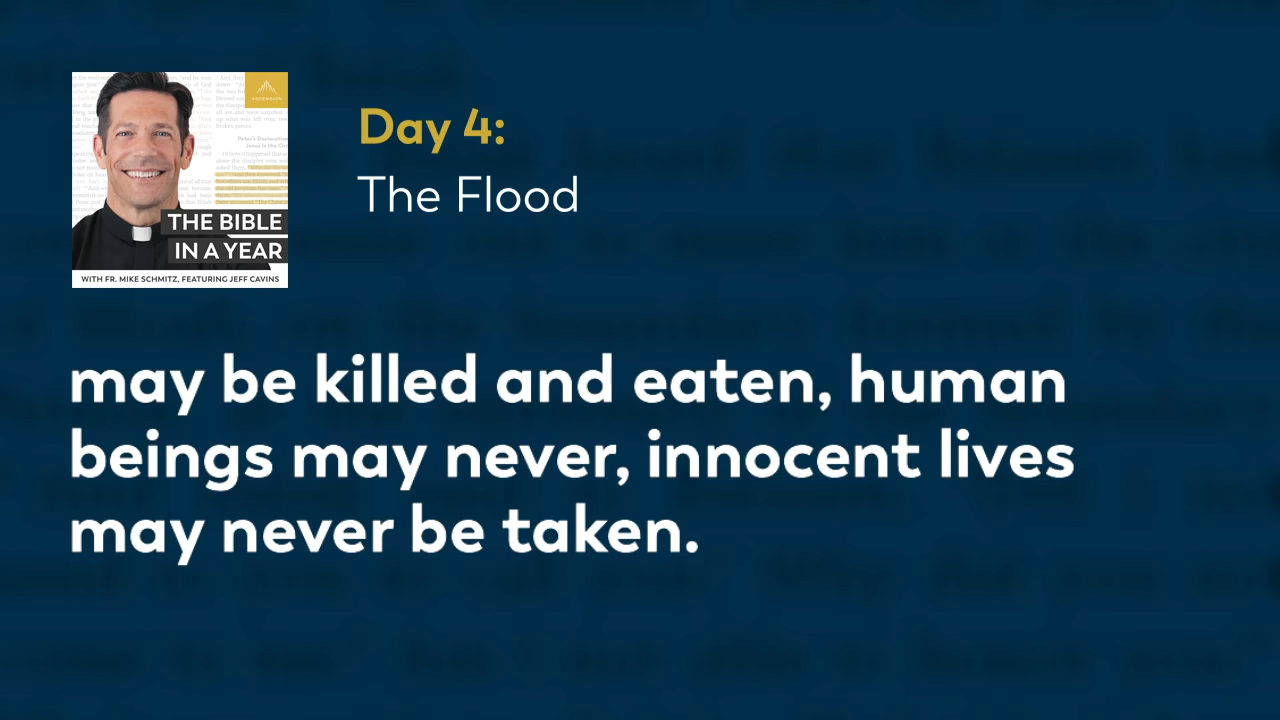 Day 4:
The Flood
THE BIBLE
IN A YEAR
WITH FR. MIKE SCHMITZ, FEATURING JEFF CAVINS
may be killed and eaten, human
beings may never, innocent lives
may never be taken.